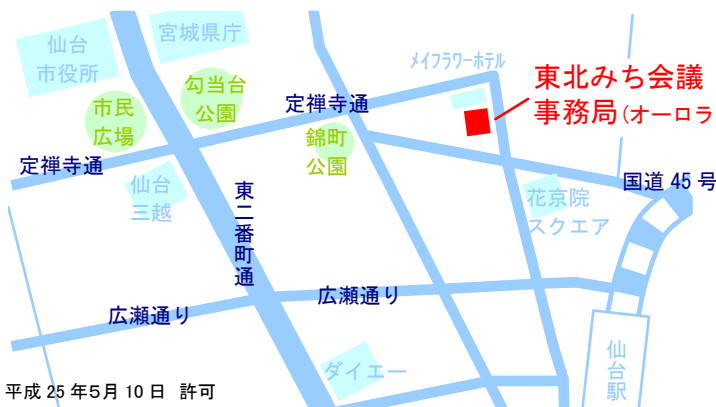 仙台
市役所
宮城県庁
メイフラワーホテル
東北みち会議
事務局(オーロラ
勾当台
公園
市民
広場
定禅寺通
錦町
公園
定禅寺通
仙台
三越
東二番町通
花京院
スクエア
国道 45 号
広瀬通り
広瀬通り
ダイエー
仙台駅
平成 25 年5月 10 日 許可